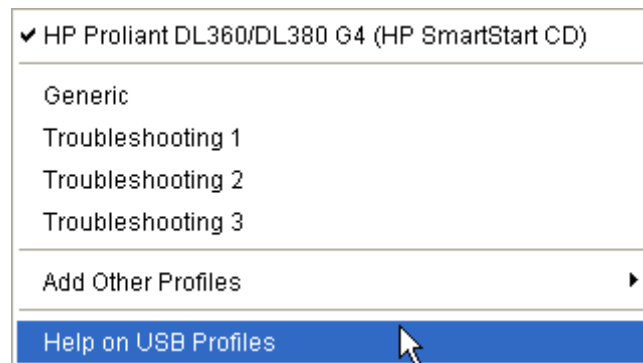 ✔ HP Proliant DL360/DL380 G4 (HP SmartStart CD)
Generic
Troubleshooting 1
Troubleshooting 2
Troubleshooting 3
Add Other Profiles
Help on USB Profiles